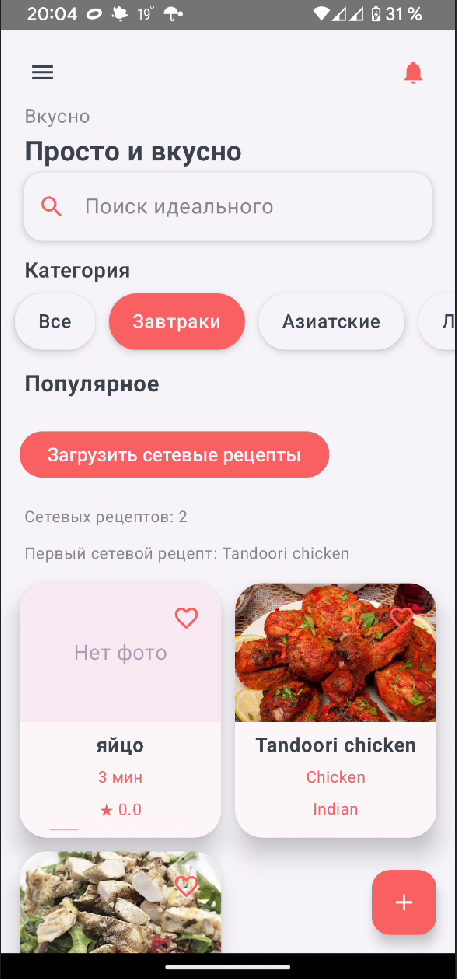 20:04 19° 31 %
Вкусно
Просто и вкусно
Поиск идеального
Категория
Все Завтраки Азиатские Л
Популярное
Загрузить сетевые рецепты
Сетевых рецептов: 2
Первый сетевой рецепт: Tandoori chicken
Нет фото
яйцо
3 мин
★ 0.0
Tandoori chicken
Chicken
Indian
+